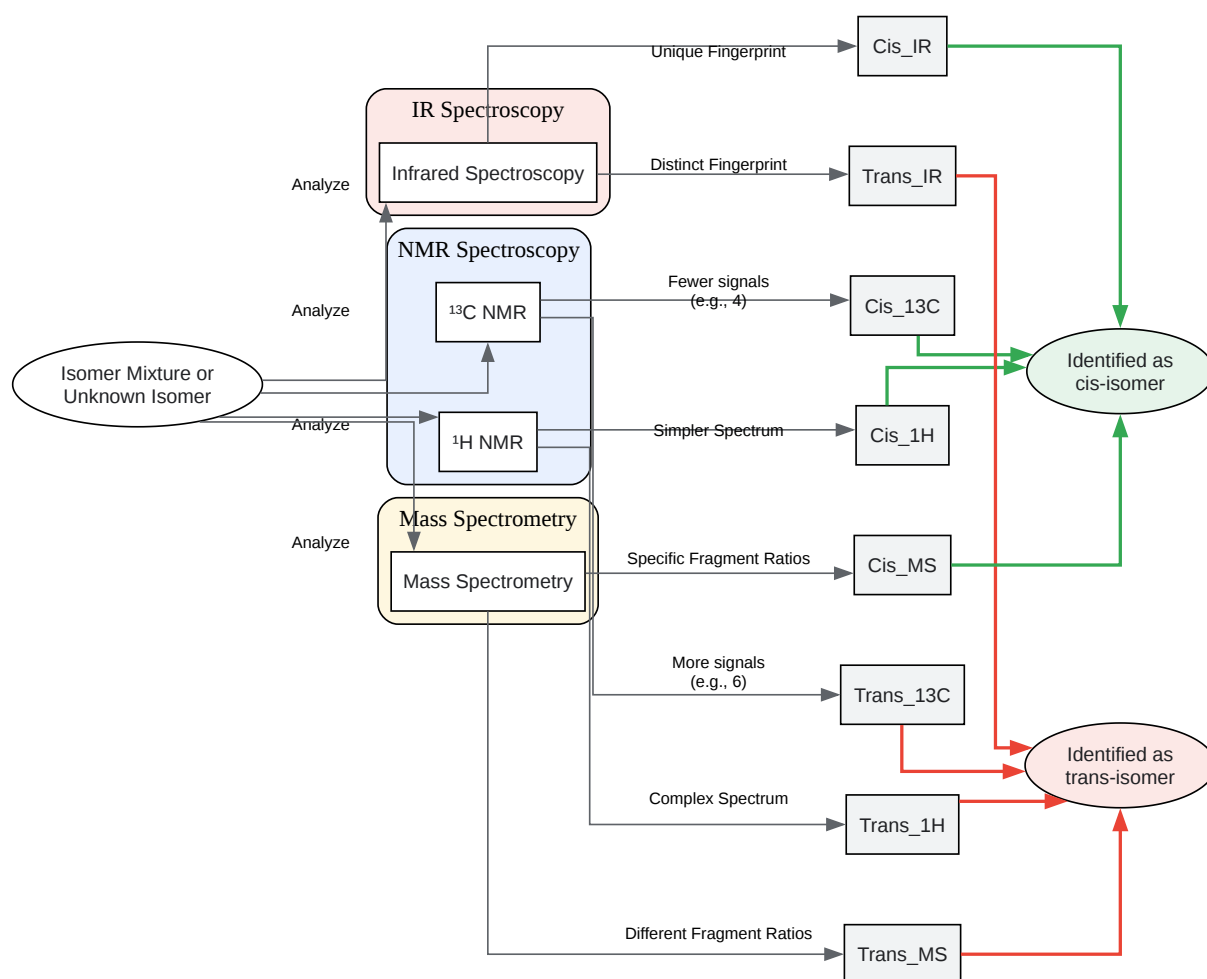 Unique Fingerprint
Cis_IR
IR Spectroscopy
Infrared Spectroscopy
Analyze
Distinct Fingerprint
Trans_IR
NMR Spectroscopy
Analyze
¹³C NMR
Fewer signals
(e.g., 4)
Cis_13C
Isomer Mixture or
Unknown Isomer
Identified as
cis-isomer
Analyze
¹H NMR
Simpler Spectrum
Cis_1H
Mass Spectrometry
Analyze
Mass Spectrometry
Specific Fragment Ratios
Cis_MS
More signals
(e.g., 6)
Trans_13C
Identified as
trans-isomer
Complex Spectrum
Trans_1H
Different Fragment Ratios
Trans_MS